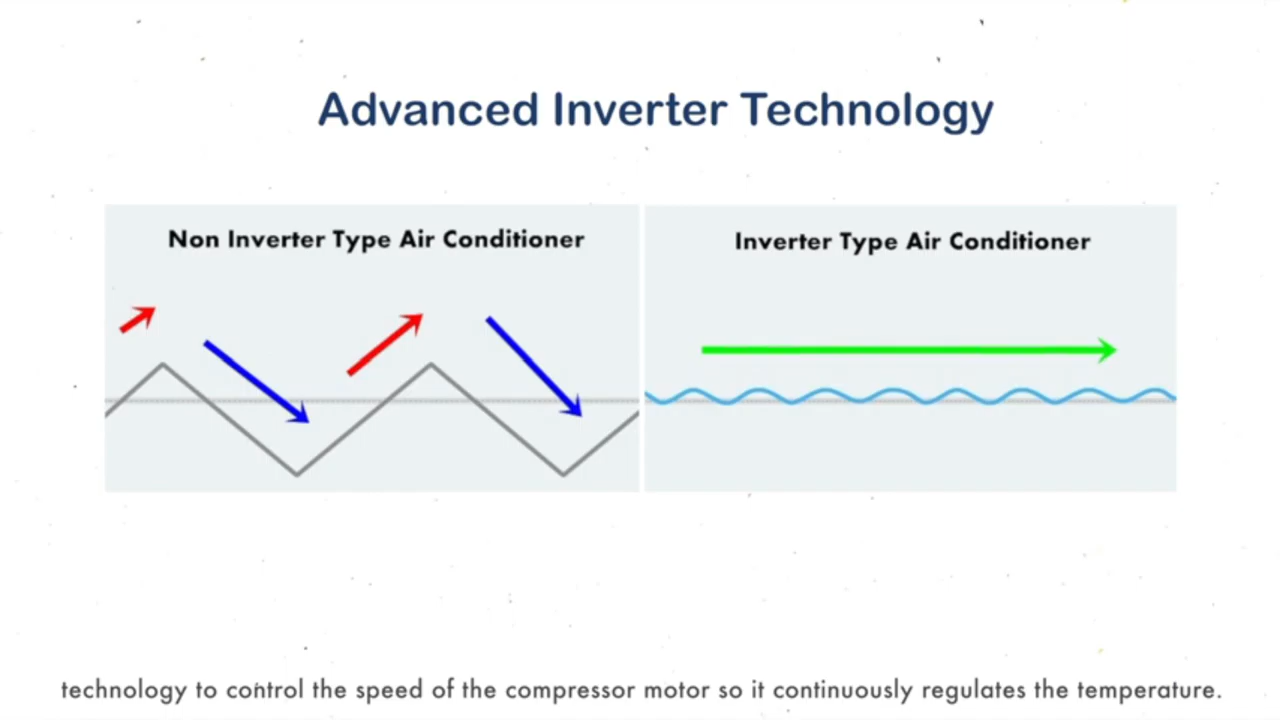 Advanced Inverter Technology
Non Inverter Type Air Conditioner
Inverter Type Air Conditioner
technology to control the speed of the compressor motor so it continuously regulates the temperature.